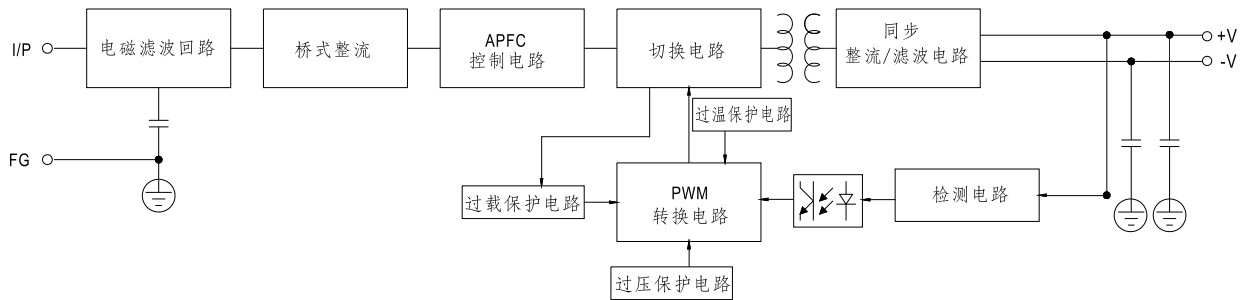 I/P
电磁滤波回路
桥式整流
APFC
控制电路
切换电路
同步
整流/滤波电路
+V
-V
过温保护电路
FG
过载保护电路
PWM
转换电路
检测电路
过压保护电路